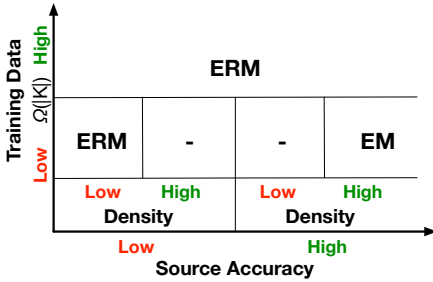 Training Data
High
Ω(|K|)
Low
ERM
ERM - - EM
Low High Low High
Density Density
Low High
Source Accuracy